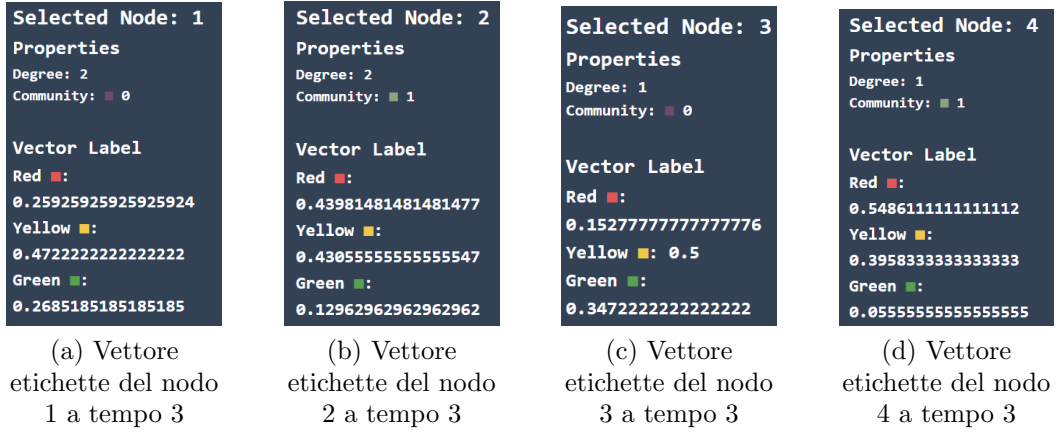 Selected Node: 1
Properties
Degree: 2
Community: 0
Vector Label
Red :
0.25925925925925924
Yellow :
0.4722222222222222
Green :
0.2685185185185185
(a) Vettore
etichette del nodo
1 a tempo 3
Selected Node: 2
Properties
Degree: 2
Community: 1
Vector Label
Red :
0.43981481481481477
Yellow :
0.43055555555555547
Green :
0.12962962962962962
(b) Vettore
etichette del nodo
2 a tempo 3
Selected Node: 3
Properties
Degree: 1
Community: 0
Vector Label
Red :
0.15277777777777776
Yellow : 0.5
Green :
0.3472222222222222
(c) Vettore
etichette del nodo
3 a tempo 3
Selected Node: 4
Properties
Degree: 1
Community: 1
Vector Label
Red :
0.5486111111111112
Yellow :
0.3958333333333333
Green :
0.05555555555555555
(d) Vettore
etichette del nodo
4 a tempo 3